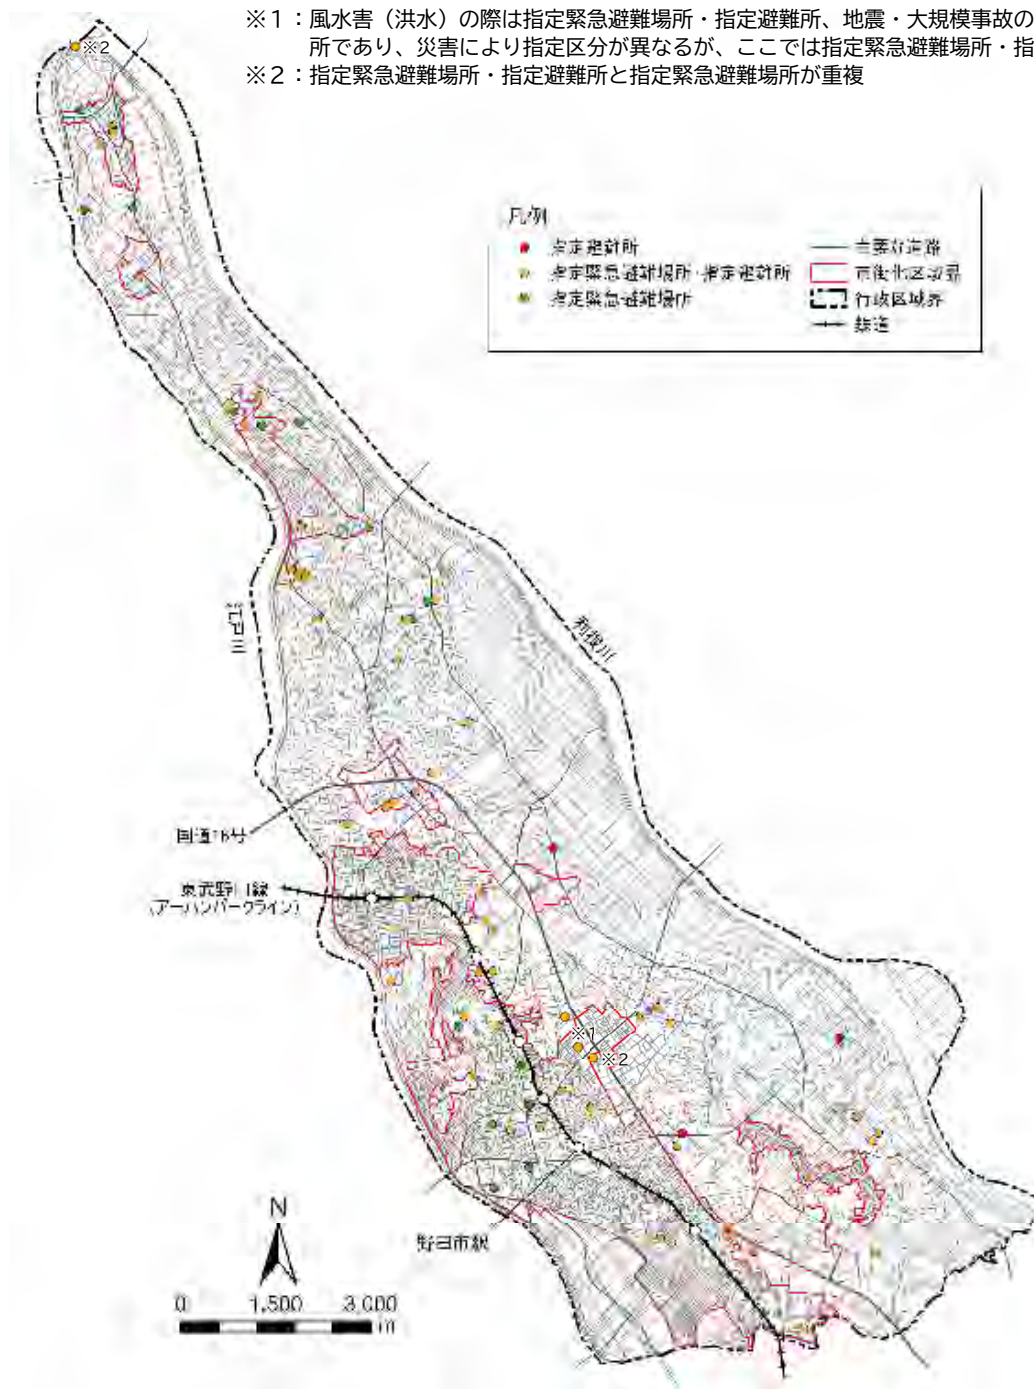 ※1：風水害（洪水）の際は指定緊急避難場所・指定避難所、地震・大規模事故の
所であり、災害により指定区分が異なるが、ここでは指定緊急避難場所・指
※2：指定緊急避難場所・指定避難所と指定緊急避難場所が重複
※2
凡例
指定避難所
指定緊急避難場所・指定避難所
指定緊急避難場所
主要な道路
市街化区域界
行政区域界
鉄道
江戸川
利根川
国道16号
東武野田線
（アーバンパークライン）
※1
※2
野田市駅
N
0 1,500 3,000
m